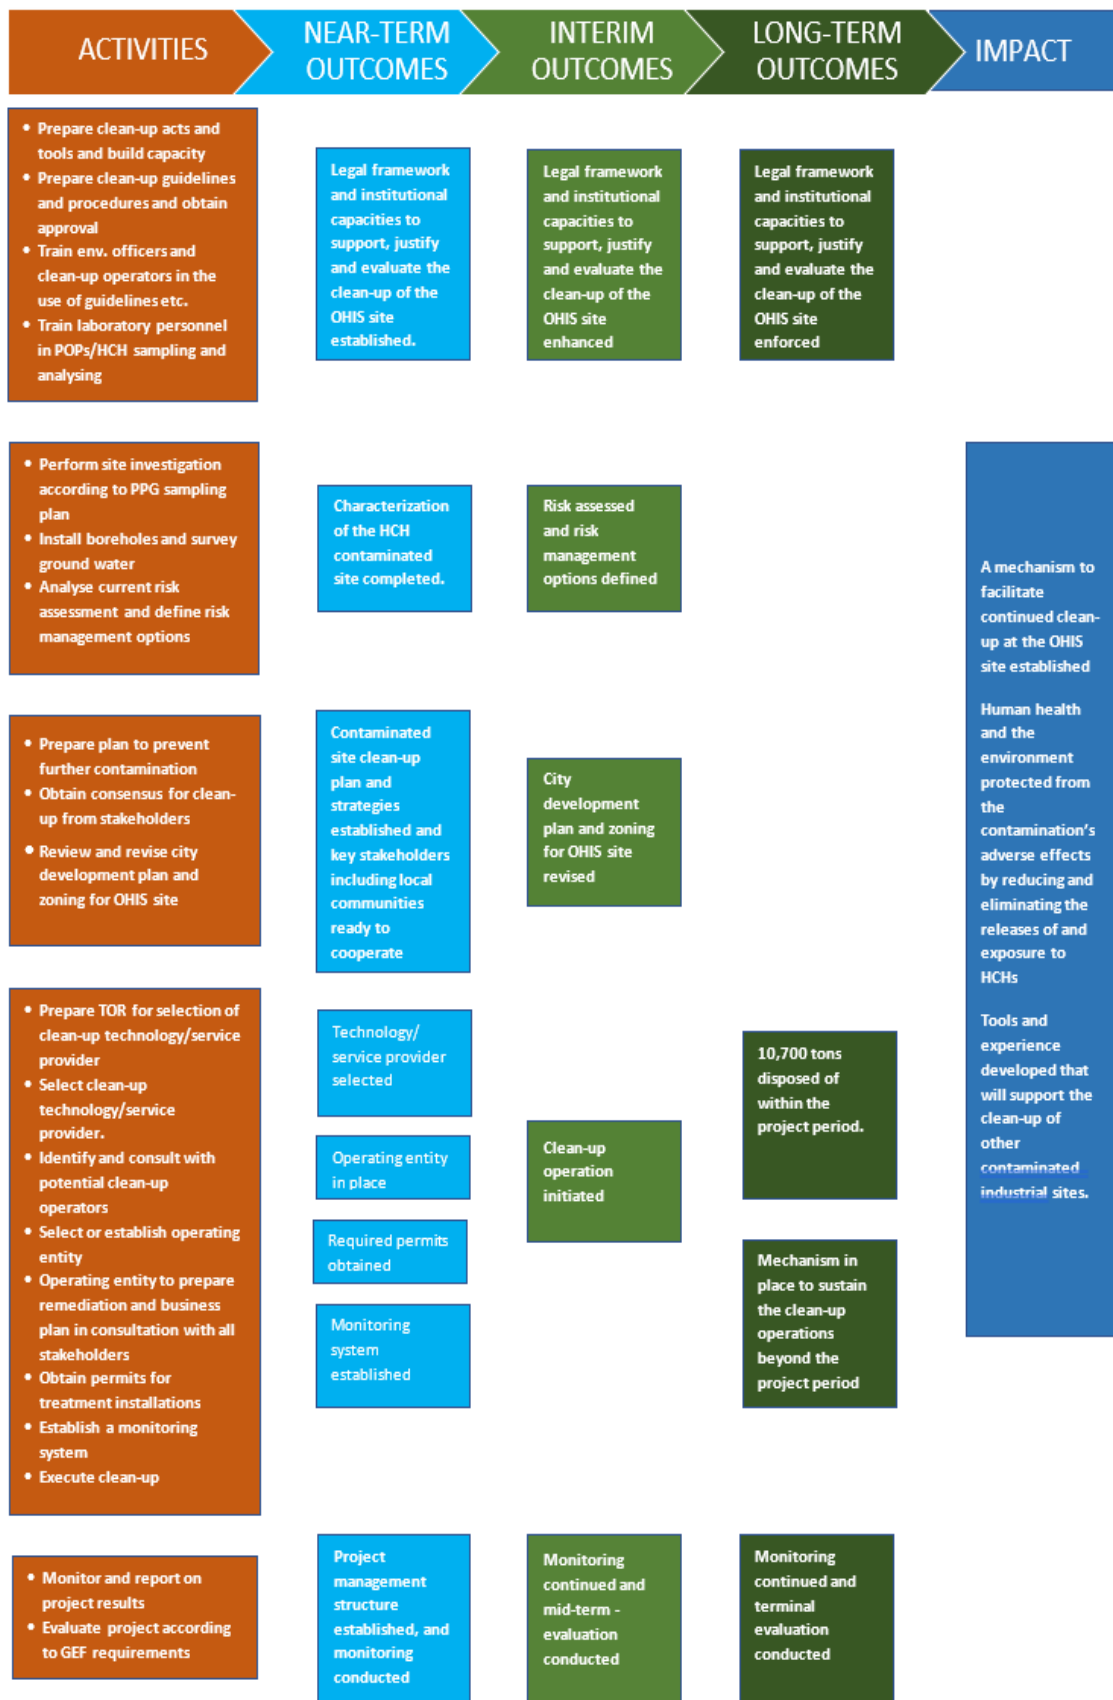 ACTIVITIES
NEAR-TERM
OUTCOMES
INTERIM
OUTCOMES
LONG-TERM
OUTCOMES
IMPACT
• Prepare clean-up acts and
tools and build capacity
• Prepare clean-up guidelines
and procedures and obtain
approval
• Train env. officers and
clean-up operators in the
use of guidelines etc.
• Train laboratory personnel
in POPs/HCH sampling and
analysing
Legal framework
and institutional
capacities to
support, justify
and evaluate the
clean-up of the
OHIS site
established.
Legal framework
and institutional
capacities to
support, justify
and evaluate the
clean-up of the
OHIS site
enhanced
Legal framework
and institutional
capacities to
support, justify
and evaluate the
clean-up of the
OHIS site
enforced
• Perform site investigation
according to PPG sampling
plan
• Install boreholes and survey
ground water
• Analyse current risk
assessment and define risk
management options
Characterization
of the HCH
contaminated
site completed.
Risk assessed
and risk
management
options defined
• Prepare plan to prevent
further contamination
• Obtain consensus for clean-
up from stakeholders
• Review and revise city
development plan and
zoning for OHIS site
Contaminated
site clean-up
plan and
strategies
established and
key stakeholders
including local
communities
ready to
cooperate
City
development
plan and zoning
for OHIS site
revised
• Prepare TOR for selection of
clean-up technology/service
provider
• Select clean-up
technology/service
provider.
• Identify and consult with
potential clean-up
operators
• Select or establish operating
entity
• Operating entity to prepare
remediation and business
plan in consultation with all
stakeholders
• Obtain permits for
treatment installations
• Establish a monitoring
system
• Execute clean-up
Technology/
service provider
selected
Operating entity
in place
Required permits
obtained
Monitoring
system
established
Clean-up
operation
initiated
10,700 tons
disposed of
within the
project period.
Mechanism in
place to sustain
the clean-up
operations
beyond the
project period
• Monitor and report on
project results
• Evaluate project according
to GEF requirements
Project
management
structure
established, and
monitoring
conducted
Monitoring
continued and
mid-term -
evaluation
conducted
Monitoring
continued and
terminal
evaluation
conducted
A mechanism to
facilitate
continued clean-
up at the OHIS
site established
Human health
and the
environment
protected from
the
contamination's
adverse effects
by reducing and
eliminating the
releases of and
exposure to
HCHs
Tools and
experience
developed that
will support the
clean-up of
other
contaminated
industrial sites.